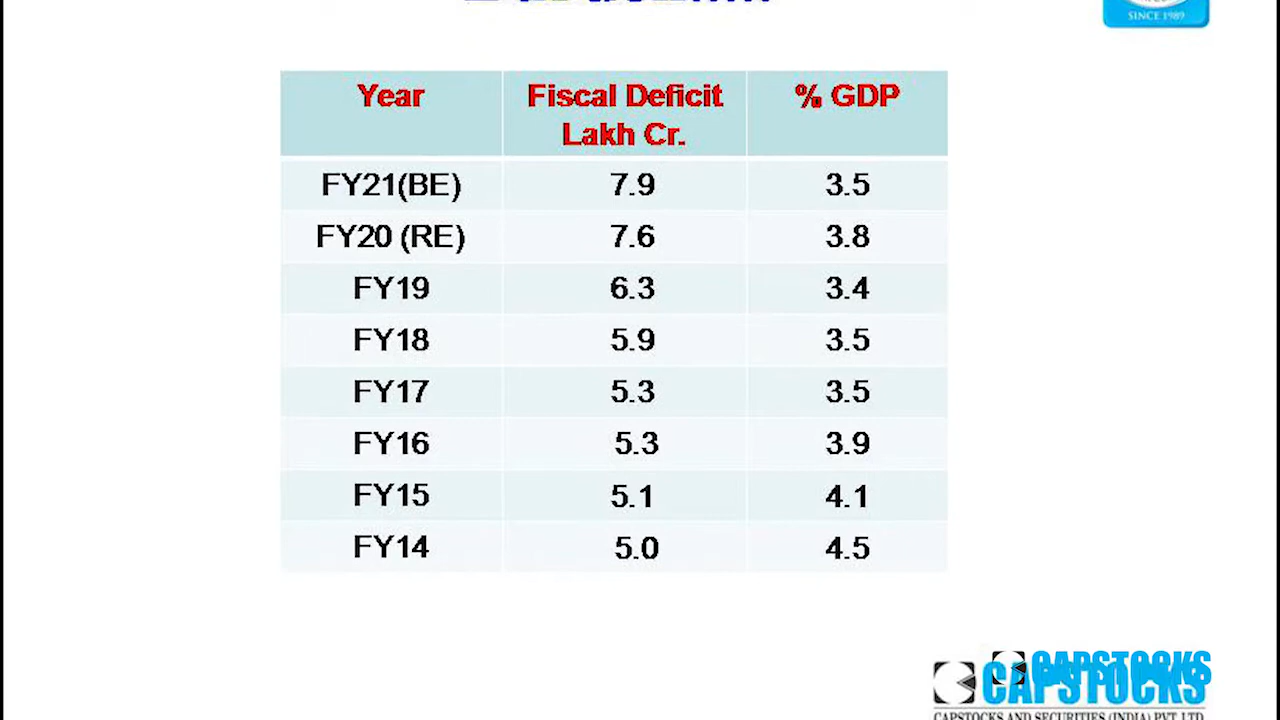 SINCE 1989
Year Fiscal Deficit Lakh Cr. % GDP
FY21(BE) 7.9 3.5
FY20 (RE) 7.6 3.8
FY19 6.3 3.4
FY18 5.9 3.5
FY17 5.3 3.5
FY16 5.3 3.9
FY15 5.1 4.1
FY14 5.0 4.5
CAPSTOCKS
CAPSTOCKS
CAPSTOCKS AND SECURITIES (INDIA) PVT. LTD